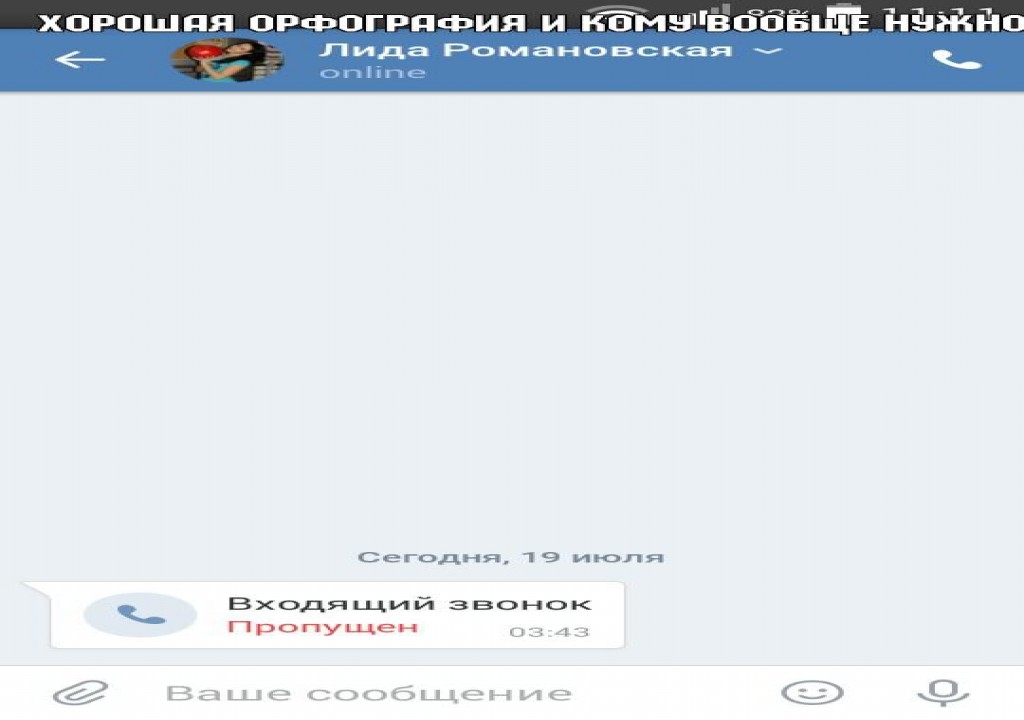 ХОРОШАЯ ОРФОГРАФИЯ И КОМУ ВООБЩЕ НУЖНО
Лида Романовская
online
Сегодня, 19 июля
Входящий звонок
Пропущен 03:43
Ваше сообщение